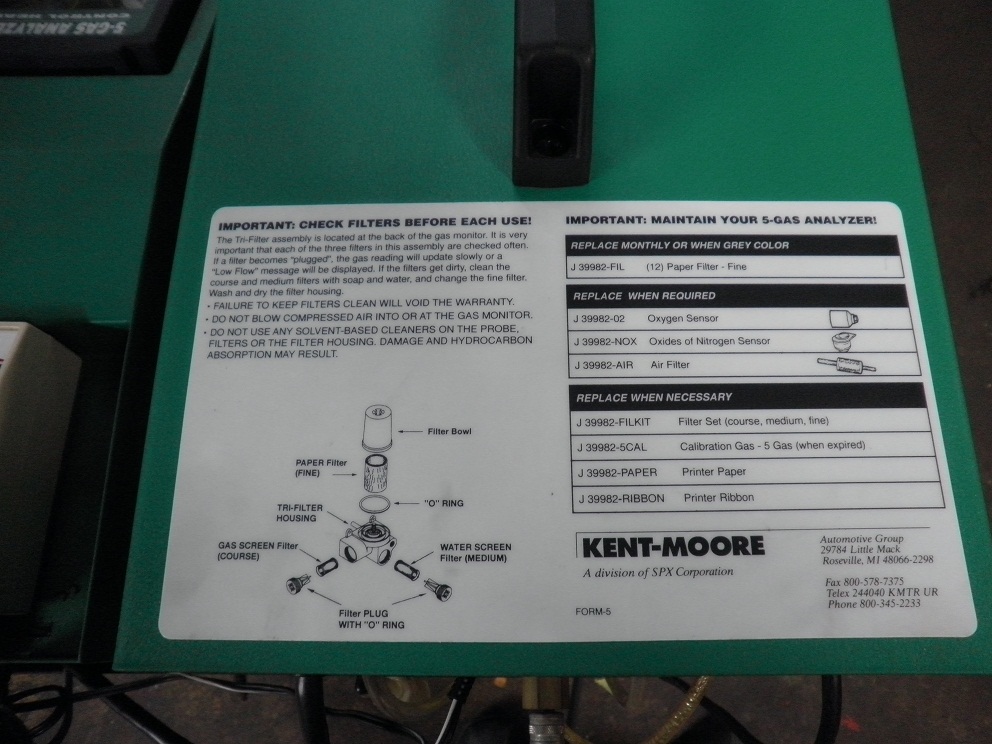 5-GAS ANALYZER
CONTROL HEAD
IMPORTANT: CHECK FILTERS BEFORE EACH USE!
The Tri-Filter assembly is located at the back of the gas monitor. It is very
important that each of the three filters in this assembly are checked often.
If a filter becomes "plugged", the gas reading will update slowly or a
"Low Flow" message will be displayed. If the filters get dirty, clean the
course and medium filters with soap and water, and change the fine filter.
Wash and dry the filter housing.
• FAILURE TO KEEP FILTERS CLEAN WILL VOID THE WARRANTY.
• DO NOT BLOW COMPRESSED AIR INTO OR AT THE GAS MONITOR.
• DO NOT USE ANY SOLVENT-BASED CLEANERS ON THE PROBE,
FILTERS OR THE FILTER HOUSING. DAMAGE AND HYDROCARBON
ABSORPTION MAY RESULT.
Filter Bowl
PAPER Filter
(FINE)
"O" RING
TRI-FILTER
HOUSING
GAS SCREEN Filter
(COURSE)
WATER SCREEN
Filter (MEDIUM)
Filter PLUG
WITH "O" RING
IMPORTANT: MAINTAIN YOUR 5-GAS ANALYZER!
REPLACE MONTHLY OR WHEN GREY COLOR
J 39982-FIL (12) Paper Filter - Fine
REPLACE WHEN REQUIRED
J 39982-02 Oxygen Sensor
J 39982-NOX Oxides of Nitrogen Sensor
J 39982-AIR Air Filter
REPLACE WHEN NECESSARY
J 39982-FILKIT Filter Set (course, medium, fine)
J 39982-5CAL Calibration Gas - 5 Gas (when expired)
J 39982-PAPER Printer Paper
J 39982-RIBBON Printer Ribbon
KENT-MOORE
A division of SPX Corporation
FORM-5
Automotive Group
29784 Little Mack
Roseville, MI 48066-2298
Fax 800-578-7375
Telex 244040 KMTR UR
Phone 800-345-2233